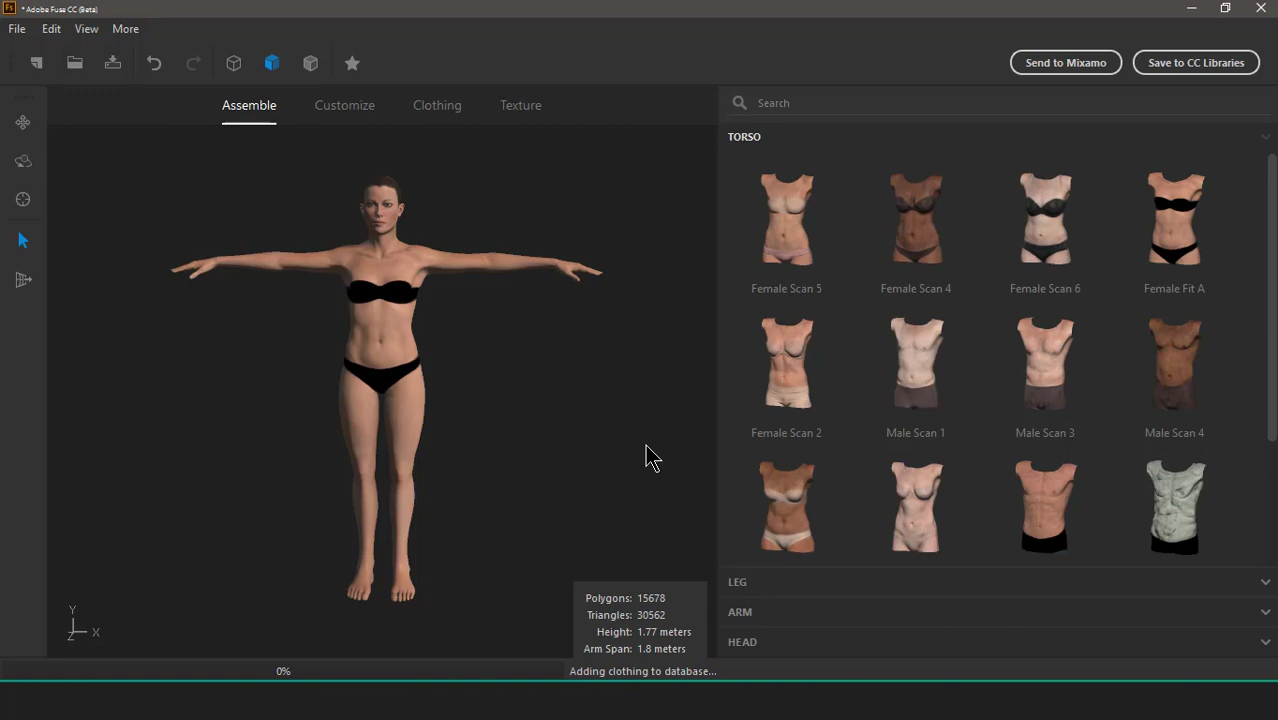 Fs * Adobe Fuse CC (Beta)
File Edit View More
Send to Mixamo Save to CC Libraries
Assemble Customize Clothing Texture
Search
TORSO
Female Scan 5 Female Scan 4 Female Scan 6 Female Fit A
Female Scan 2 Male Scan 1 Male Scan 3 Male Scan 4
LEG
ARM
HEAD
Polygons: 15678
Triangles: 30562
Height: 1.77 meters
Arm Span: 1.8 meters
Y
Z X
0% Adding clothing to database...